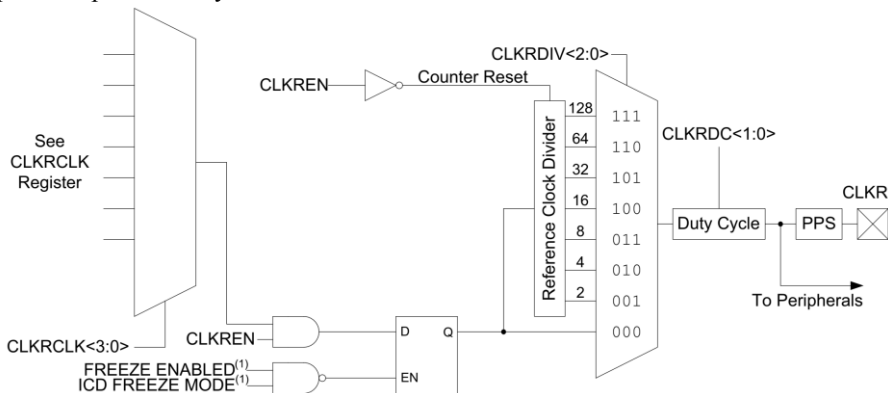 CLKRDIV<2:0>
CLKREN
Counter Reset
See
CLKRCLK
Register
Reference Clock Divider
128
64
32
16
8
4
2
111
110
101
100
011
010
001
000
CLKRDC<1:0>
Duty Cycle
PPS
CLKR
To Peripherals
CLKRCLK<3:0>
CLKREN
FREEZE ENABLED(1)
ICD FREEZE MODE(1)
D
Q
EN